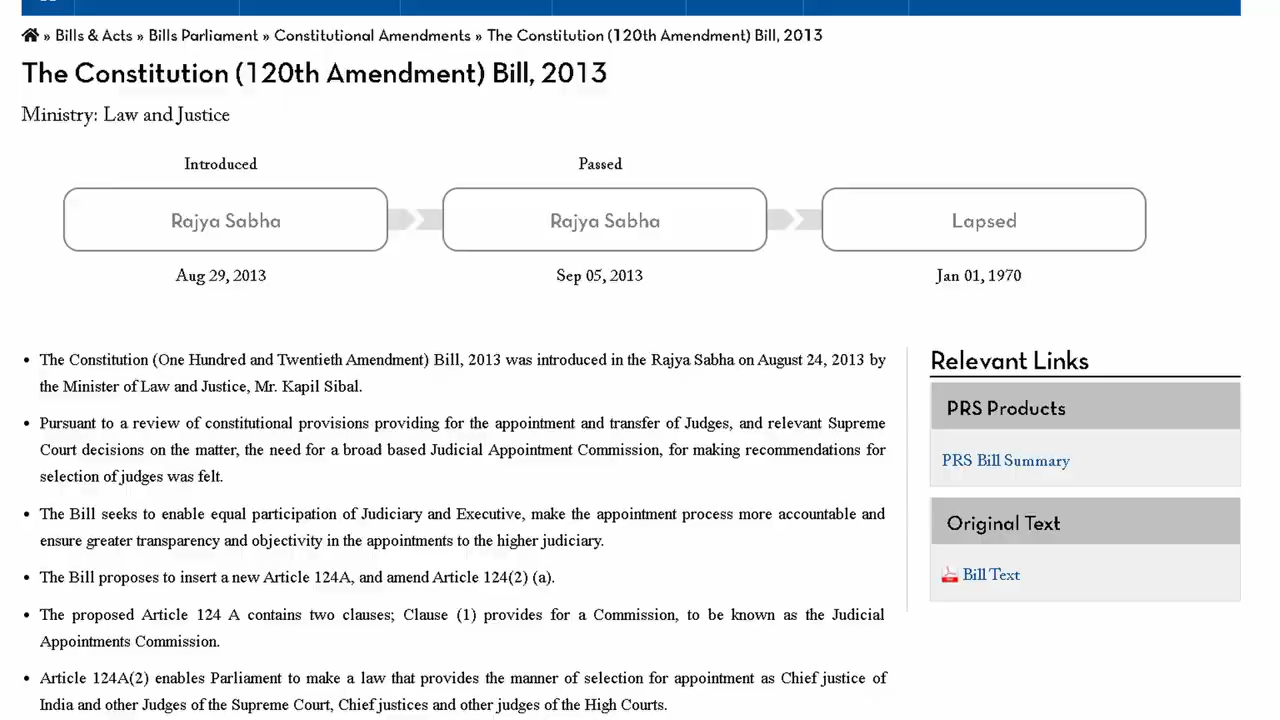 » Bills & Acts » Bills Parliament » Constitutional Amendments » The Constitution (120th Amendment) Bill, 2013
The Constitution (120th Amendment) Bill, 2013
Ministry: Law and Justice
Introduced
Passed
Rajya Sabha
Rajya Sabha
Lapsed
Aug 29, 2013
Sep 05, 2013
Jan 01, 1970
• The Constitution (One Hundred and Twentieth Amendment) Bill, 2013 was introduced in the Rajya Sabha on August 24, 2013 by
the Minister of Law and Justice, Mr. Kapil Sibal.
• Pursuant to a review of constitutional provisions providing for the appointment and transfer of Judges, and relevant Supreme
Court decisions on the matter, the need for a broad based Judicial Appointment Commission, for making recommendations for
selection of judges was felt.
• The Bill seeks to enable equal participation of Judiciary and Executive, make the appointment process more accountable and
ensure greater transparency and objectivity in the appointments to the higher judiciary.
• The Bill proposes to insert a new Article 124A, and amend Article 124(2) (a).
• The proposed Article 124 A contains two clauses; Clause (1) provides for a Commission, to be known as the Judicial
Appointments Commission.
• Article 124A(2) enables Parliament to make a law that provides the manner of selection for appointment as Chief justice of
India and other Judges of the Supreme Court, Chief justices and other judges of the High Courts.
Relevant Links
PRS Products
PRS Bill Summary
Original Text
Bill Text